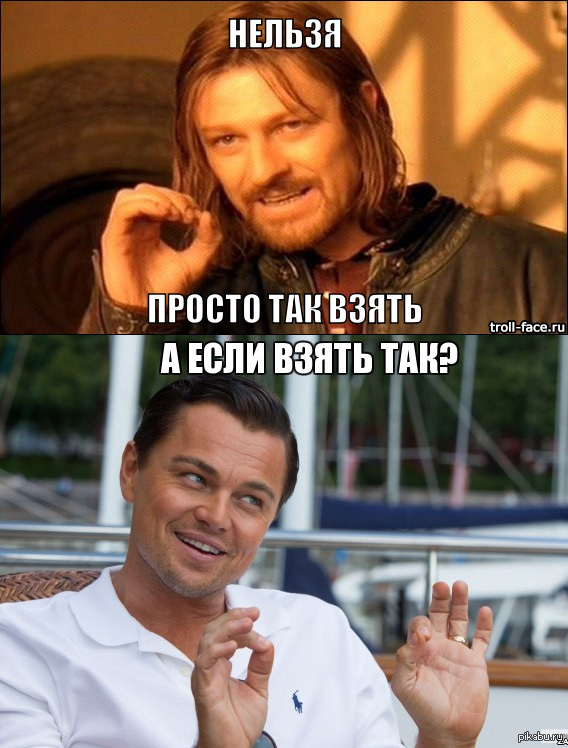 НЕЛЬЗЯ
ПРОСТО ТАК ВЗЯТЬ
troll-face.ru
А ЕСЛИ ВЗЯТЬ ТАК?
pikabu.ru